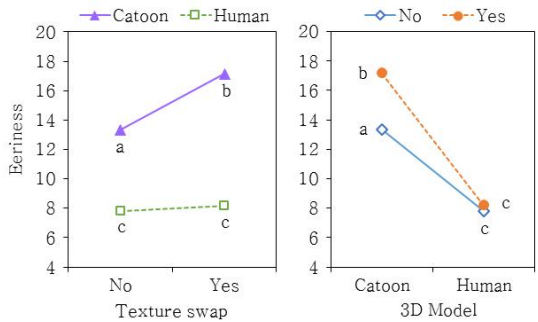 Catoon Human
20
18
16
14
12
10
8
6
4
Eeriness
a
b
c
c
No Yes
Texture swap
No Yes
20
18
16
14
12
10
8
6
4
b
a
c
c
Catoon Human
3D Model